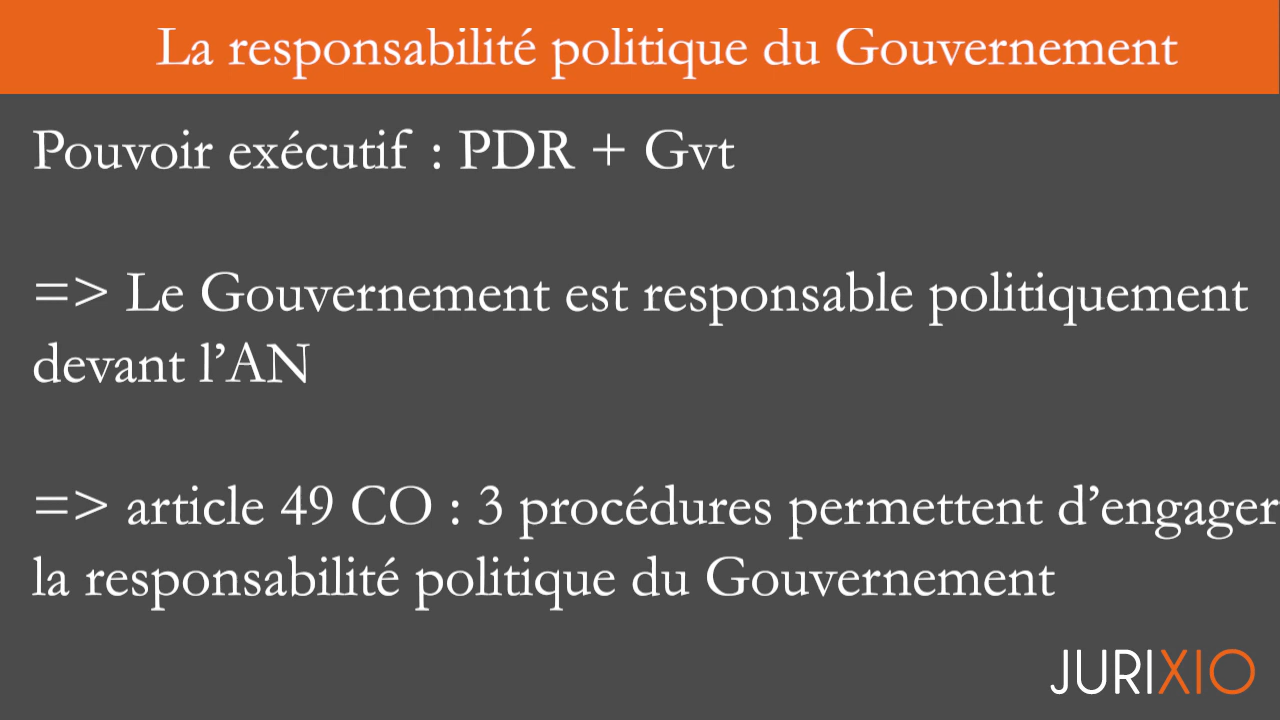 La responsabilité politique du Gouvernement
Pouvoir exécutif : PDR + Gvt
=> Le Gouvernement est responsable politiquement
devant l’AN
=> article 49 CO : 3 procédures permettent d’engager
la responsabilité politique du Gouvernement
JURIXIO